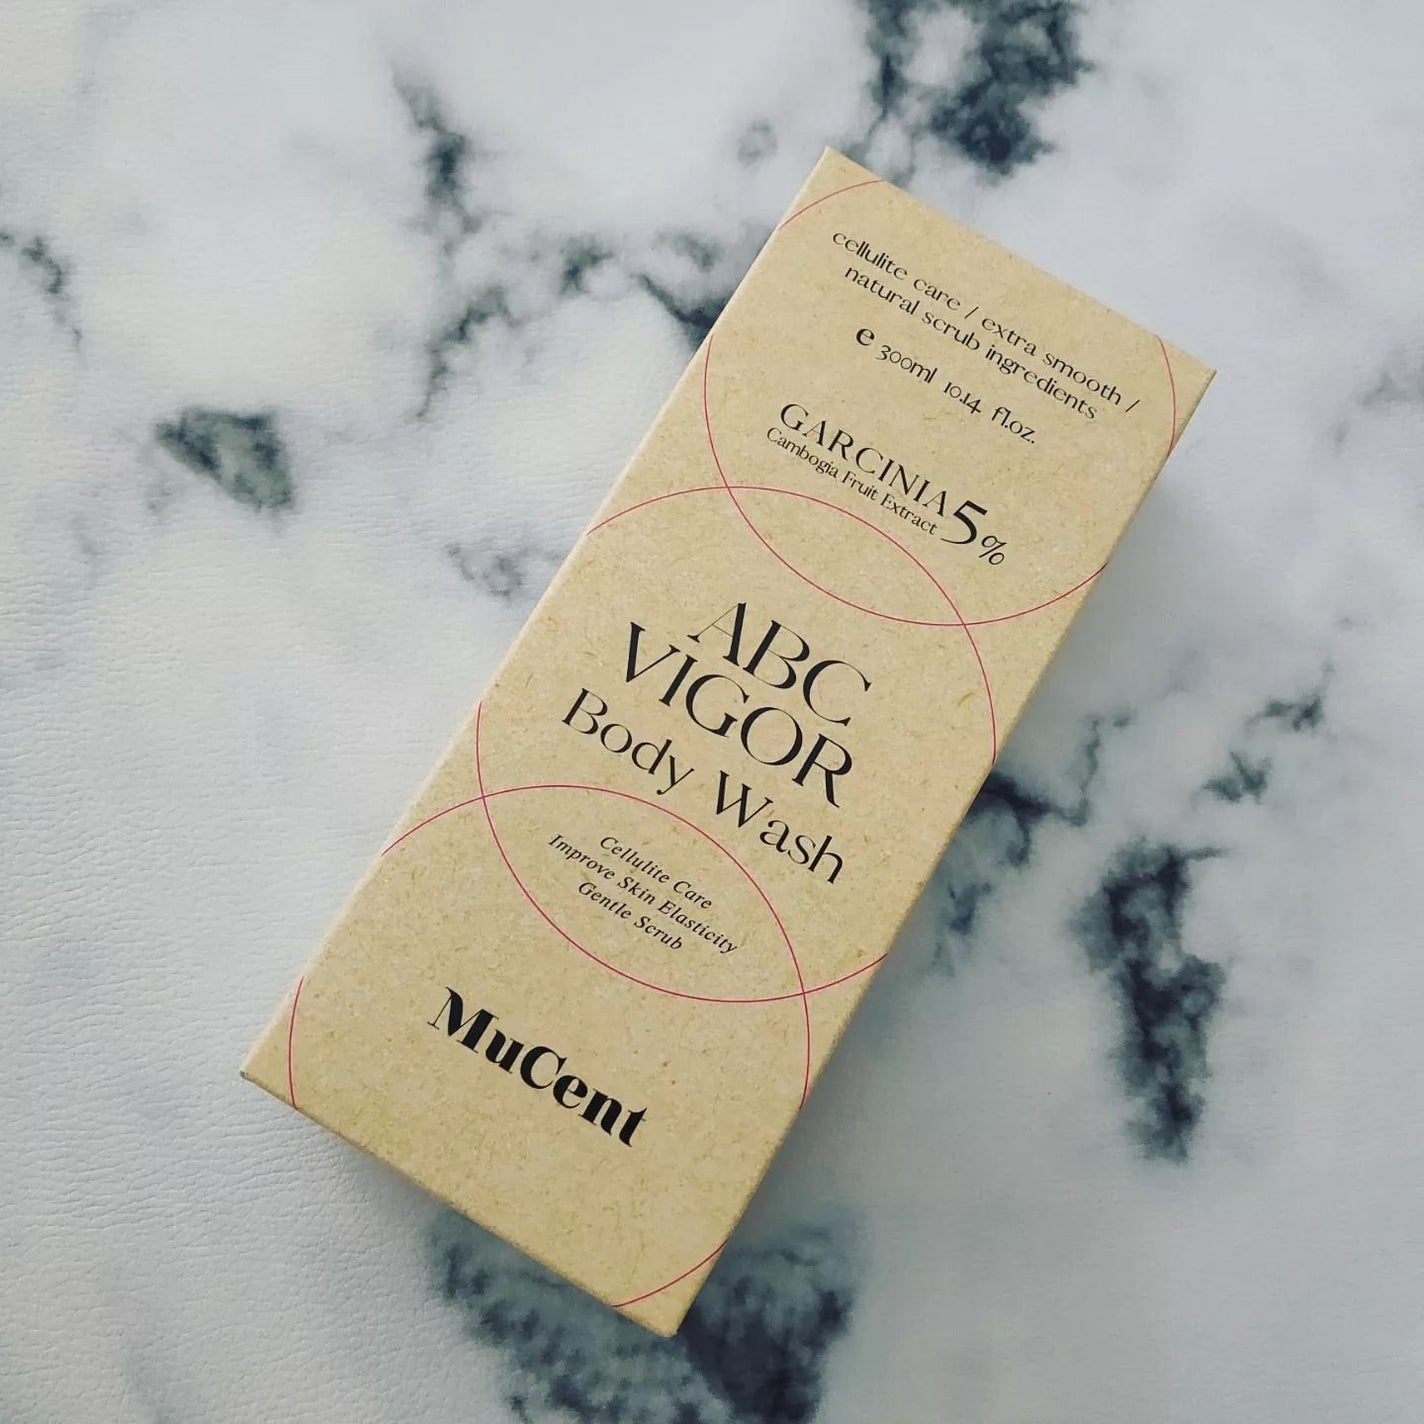 cellulite care / extra smooth /
natural scrub ingredients
e 300ml 10.14 fl.oz.
GARCINIA 5%
Cambogia Fruit Extract
ABC
VIGOR
Body Wash
Cellulite Care
Improve Skin Elasticity
Gentle Scrub
MuCent